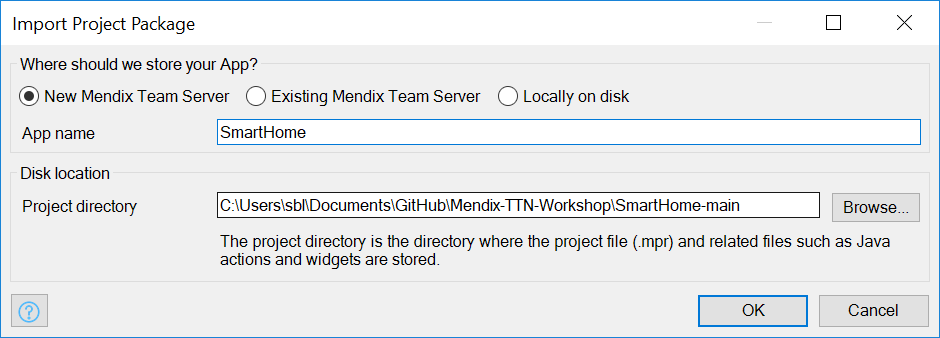 Import Project Package
Where should we store your App?
New Mendix Team Server Existing Mendix Team Server Locally on disk
App name SmartHome
Disk location
Project directory C:\Users\sbl\Documents\GitHub\Mendix-TTN-Workshop\SmartHome-main Browse...
The project directory is the directory where the project file (.mpr) and related files such as Java
actions and widgets are stored.
? OK Cancel